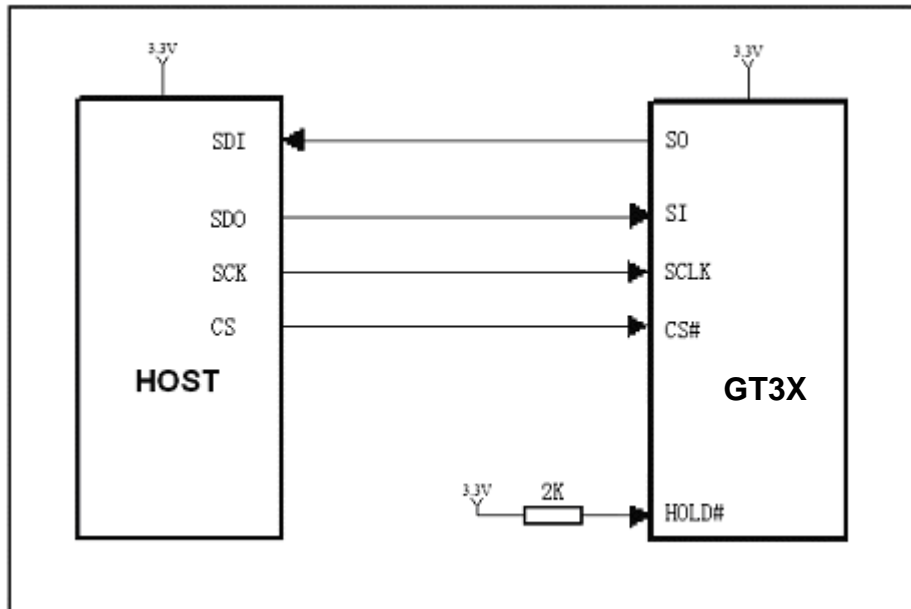 3.3V
3.3V
SDI
SO
SDO
SI
SCK
SCLK
CS
CS#
HOST
GT3X
3.3V
2K
HOLD#